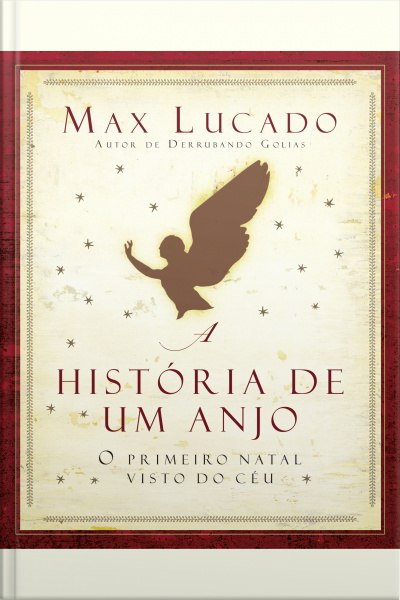 MAX LUCADO
AUTOR DE DERRUBANDO GOLIAS
A
HISTÓRIA DE
UM ANJO
O PRIMEIRO NATAL
VISTO DO CÉU